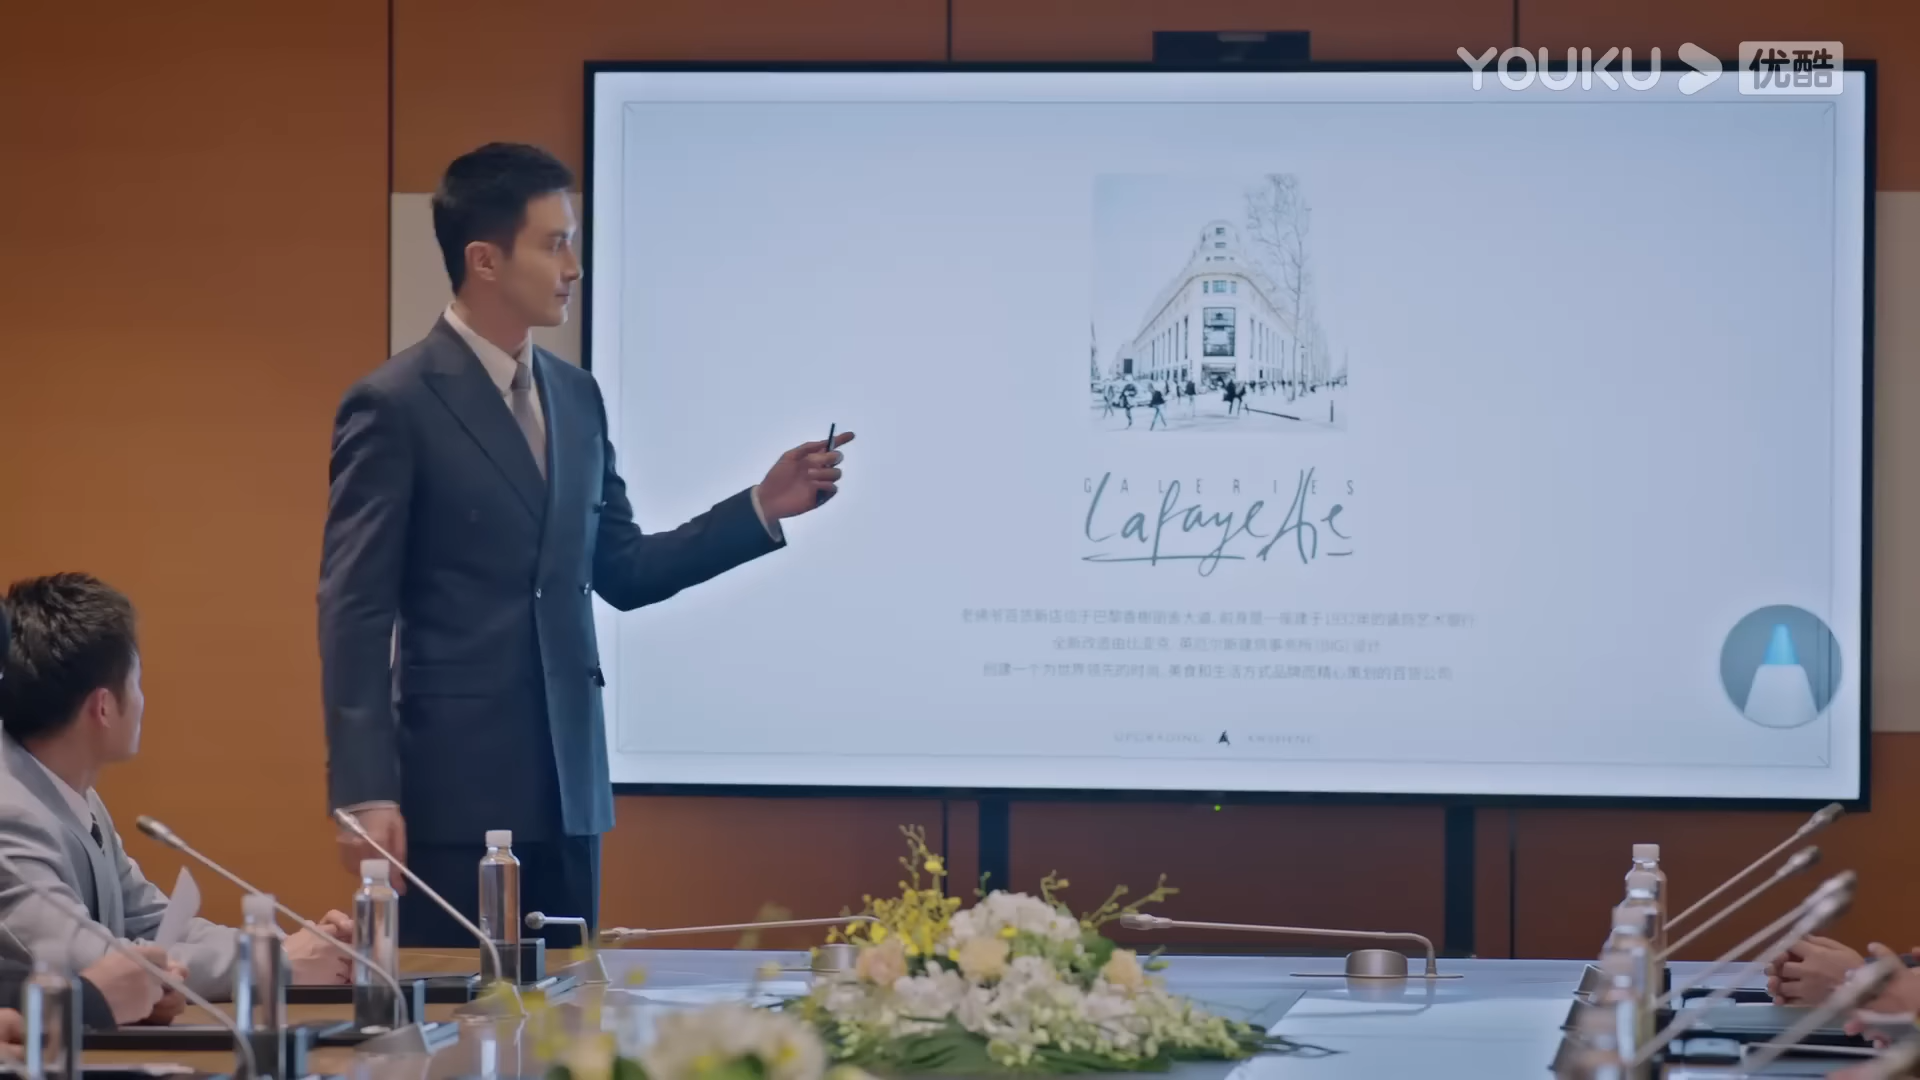 YOUKU 优酷
GALERIES
Lafayette
老佛爷百货新店位于巴黎香榭丽舍大道,前身是一座建于1932年的装饰艺术银行
全新改造由比亚克·英厄尔斯建筑事务所(BIG)设计
创建一个为世界领先的时尚,美食和生活方式品牌而精心策划的百货公司
UPGRADING ANSHENG